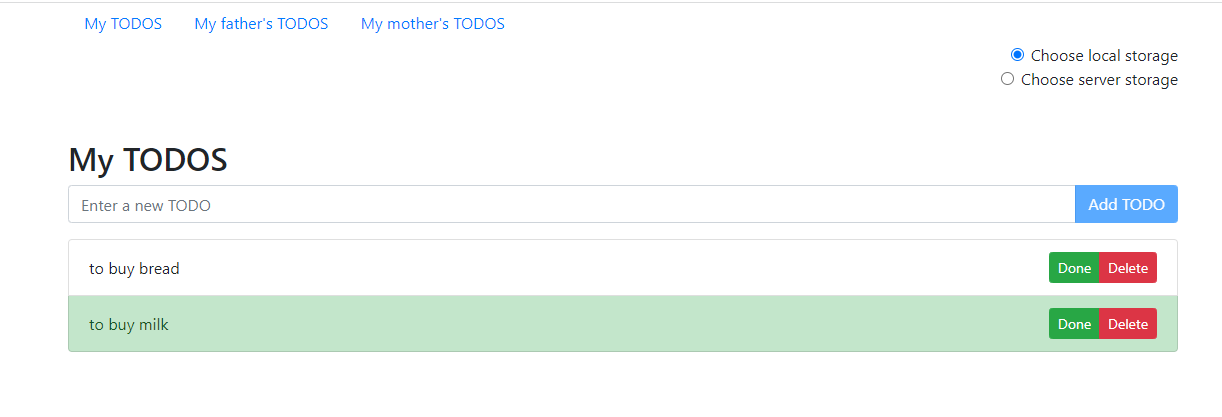 My TODOS My father's TODOS My mother's TODOS
Choose local storage
Choose server storage
My TODOS
Enter a new TODO Add TODO
to buy bread Done Delete
to buy milk Done Delete